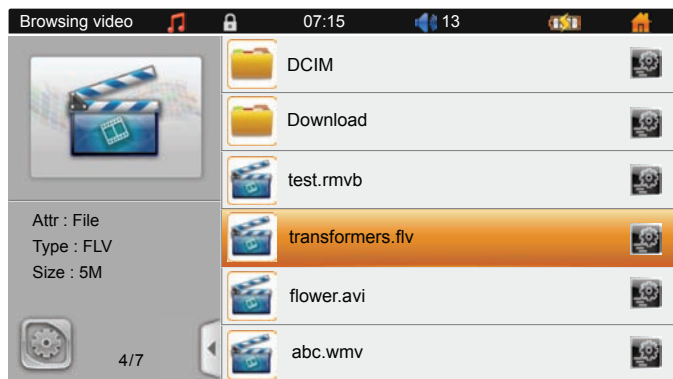 Browsing video 07:15 13
DCIM
Download
test.rmvb
transformers.flv
flower.avi
abc.wmv
Attr : File
Type : FLV
Size : 5M
4/7